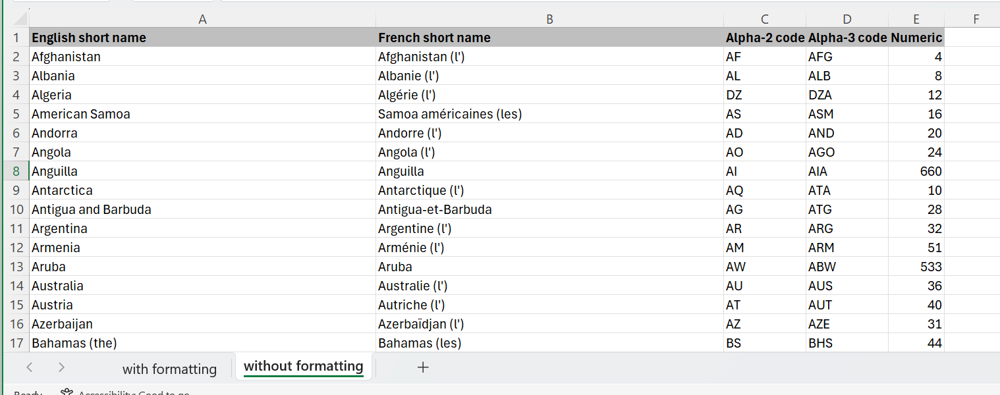 A B C D E F
1 English short name French short name Alpha-2 code Alpha-3 code Numeric
2 Afghanistan Afghanistan (l') AF AFG 4
3 Albania Albanie (l') AL ALB 8
4 Algeria Algérie (l') DZ DZA 12
5 American Samoa Samoa américaines (les) AS ASM 16
6 Andorra Andorre (l') AD AND 20
7 Angola Angola (l') AO AGO 24
8 Anguilla Anguilla AI AIA 660
9 Antarctica Antarctique (l') AQ ATA 10
10 Antigua and Barbuda Antigua-et-Barbuda AG ATG 28
11 Argentina Argentine (l') AR ARG 32
12 Armenia Arménie (l') AM ARM 51
13 Aruba Aruba AW ABW 533
14 Australia Australie (l') AU AUS 36
15 Austria Autriche (l') AT AUT 40
16 Azerbaijan Azerbaïdjan (l') AZ AZE 31
17 Bahamas (the) Bahamas (les) BS BHS 44
with formatting without formatting +
Ready Accessibility: Good to go